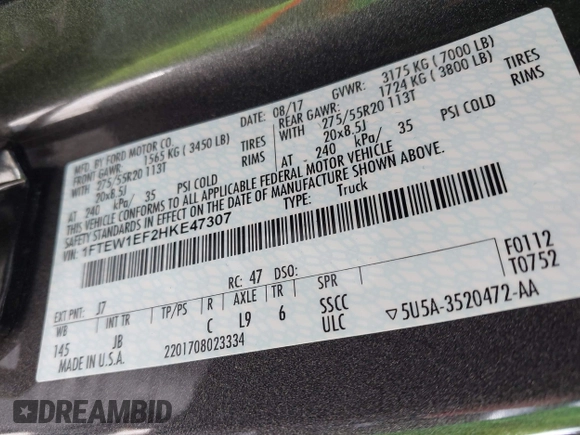 MFD. BY FORD MOTOR CO.
DATE: 08/17
GVWR: 3175 KG ( 7000 LB)
FRONT GAWR: 1565 KG ( 3450 LB)
REAR GAWR: 1724 KG ( 3800 LB)
WITH 275/55R20 113T TIRES
WITH 275/55R20 113T TIRES
20x8.5J RIMS
20x8.5J RIMS
AT 240 kPa/ 35 PSI COLD
AT 240 kPa/ 35 PSI COLD
THIS VEHICLE CONFORMS TO ALL APPLICABLE FEDERAL MOTOR VEHICLE
SAFETY STANDARDS IN EFFECT ON THE DATE OF MANUFACTURE SHOWN ABOVE.
VIN: 1FTEW1EF2HKE47307
TYPE: Truck
F0112
T0752
EXT PNT: J7 RC: 47 DSO:
WB INT TR TP/PS R AXLE TR SPR
145 JB C L9 6 SSCC
ULC
▽5U5A-3520472-AA
MADE IN U.S.A. 2201708023334
DREAMBID